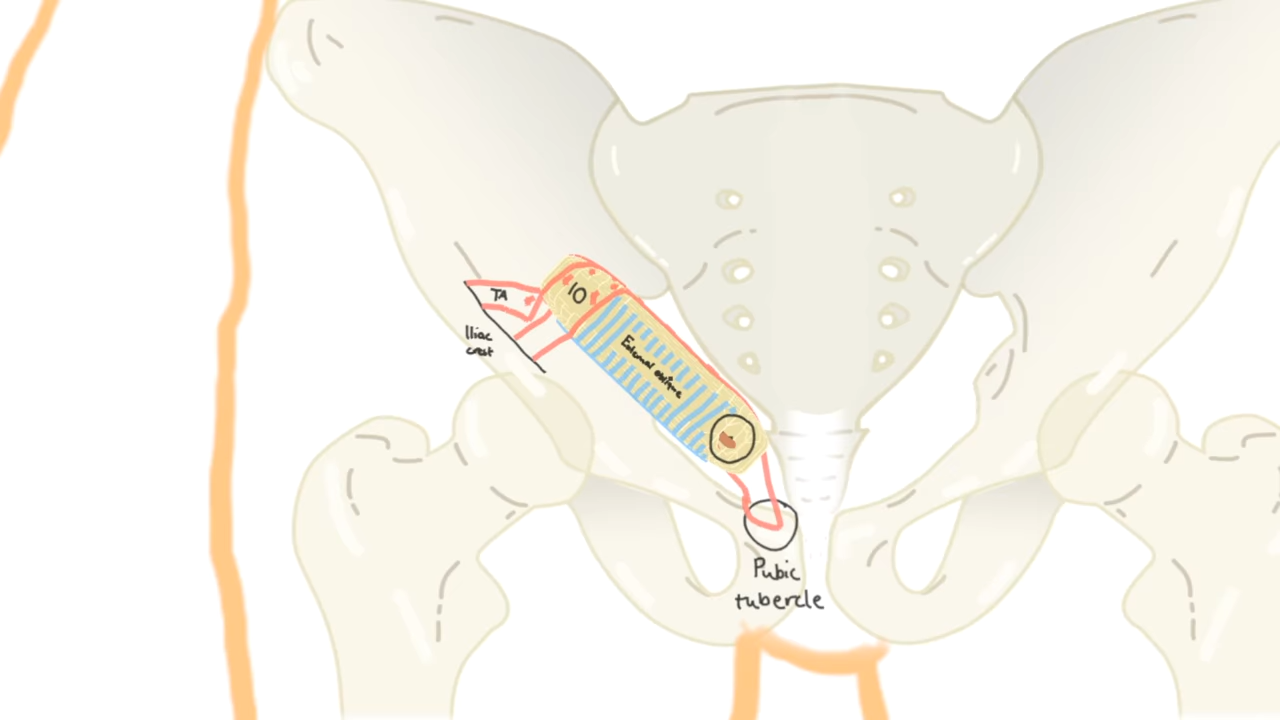 TA
IO
Iliac
crest
External oblique
Pubic
tubercle